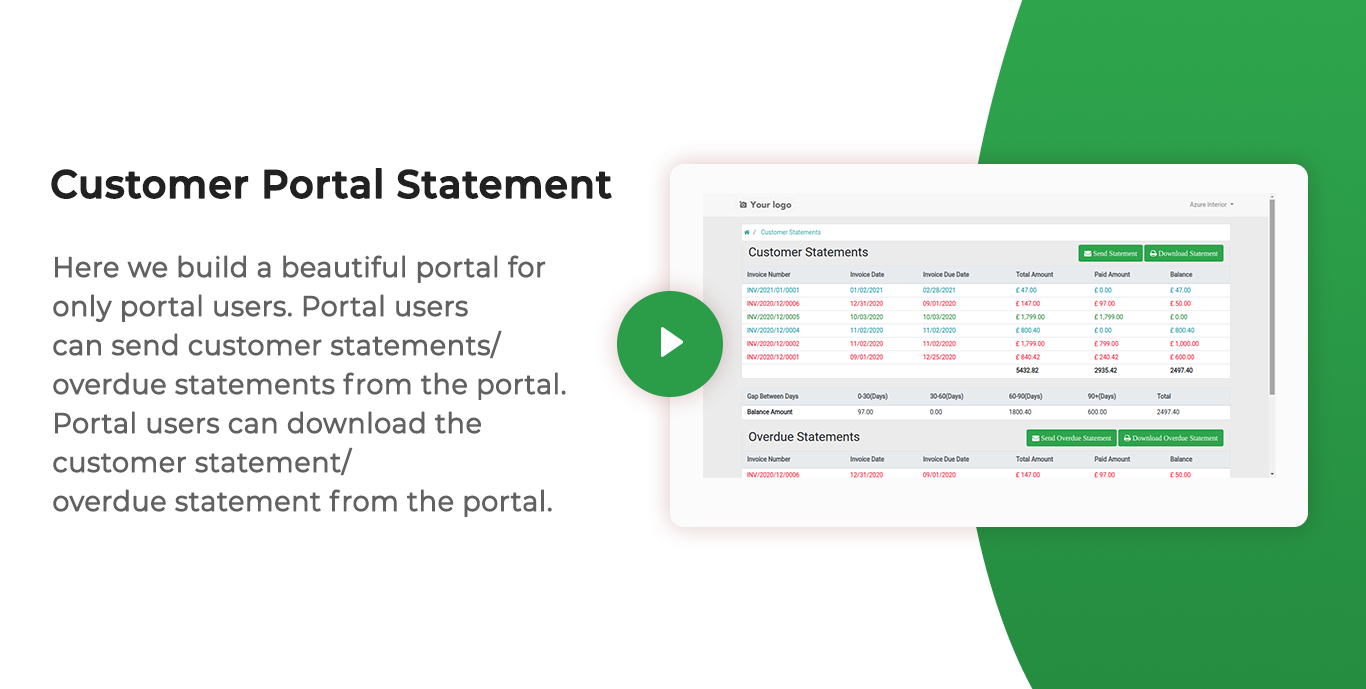 Customer Portal Statement
Here we build a beautiful portal for
only portal users. Portal users
can send customer statements/
overdue statements from the portal.
Portal users can download the
customer statement/
overdue statement from the portal.
Your logo
Azure Interior
/ Customer Statements
Customer Statements
Send Statement
Download Statement
Invoice Number Invoice Date Invoice Due Date Total Amount Paid Amount Balance
INV/2021/01/0001 01/02/2021 02/28/2021 £ 47.00 £ 0.00 £ 47.00
INV/2020/12/0006 12/31/2020 09/01/2020 £ 147.00 £ 97.00 £ 50.00
INV/2020/12/0005 10/03/2020 10/03/2020 £ 1,799.00 £ 1,799.00 £ 0.00
INV/2020/12/0004 11/02/2020 11/02/2020 £ 800.40 £ 0.00 £ 800.40
INV/2020/12/0002 11/02/2020 11/02/2020 £ 1,799.00 £ 799.00 £ 1,000.00
INV/2020/12/0001 09/01/2020 12/25/2020 £ 840.42 £ 240.42 £ 600.00
5432.82 2935.42 2497.40
Gap Between Days 0-30(Days) 30-60(Days) 60-90(Days) 90+(Days) Total
Balance Amount 97.00 0.00 1800.40 600.00 2497.40
Overdue Statements
Send Overdue Statement
Download Overdue Statement
Invoice Number Invoice Date Invoice Due Date Total Amount Paid Amount Balance
INV/2020/12/0006 12/31/2020 09/01/2020 £ 147.00 £ 97.00 £ 50.00